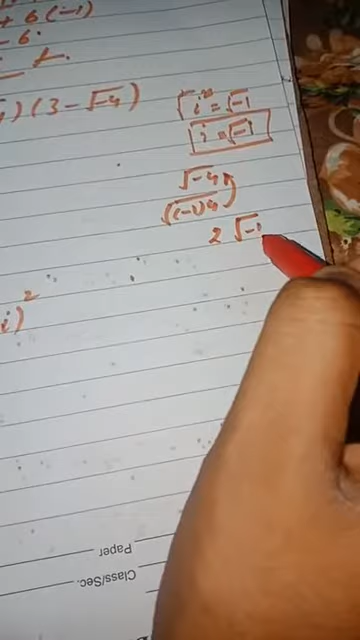 + 6(-1)
- 6.
) (3 - √-4)
√i² = √-1
i = √-1
√-4
√(-1)4
2 √-1
i)²
Paper
Class/Sec.